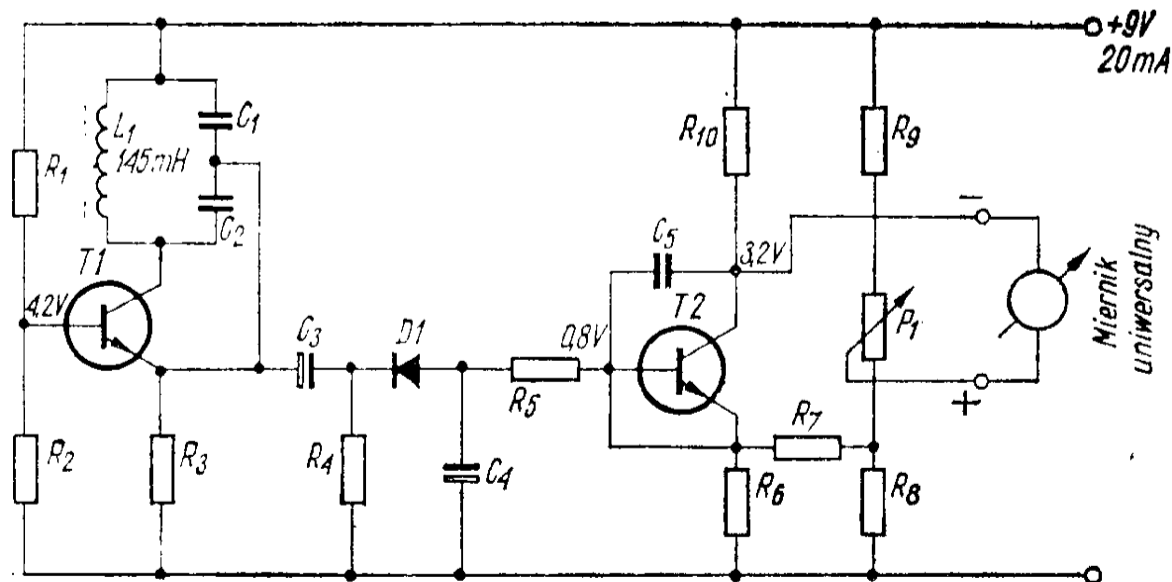 +9V
20mA
R10
R9
L1
145mH
C1
R1
C2
C5
3,2V
−
T1
4,2V
T2
P1
Miernik
uniwersalny
C3
D1
0,8V
R5
+
R7
R2
R3
R4
C4
R6
R8